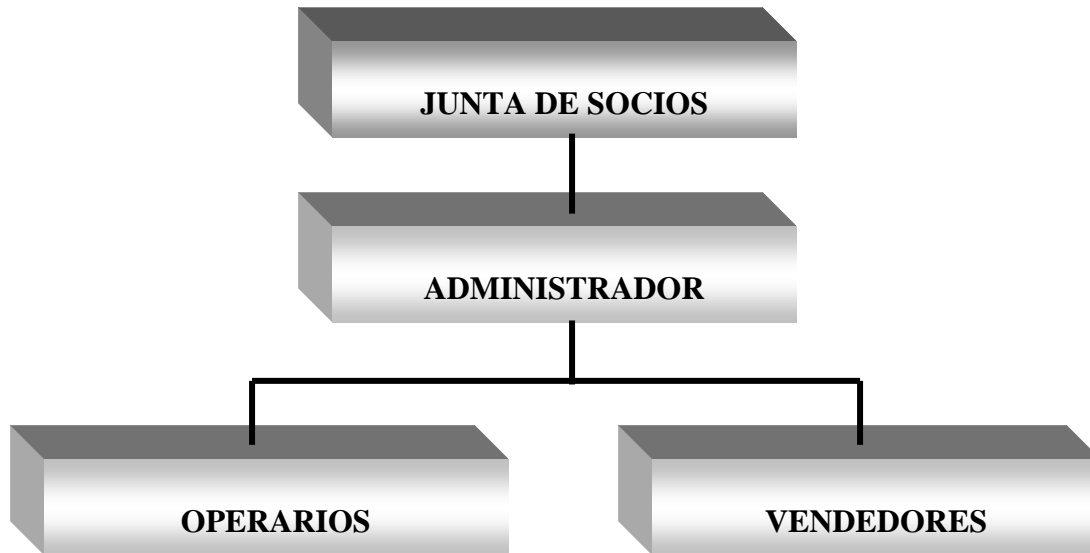 JUNTA DE SOCIOS
ADMINISTRADOR
OPERARIOS
VENDEDORES